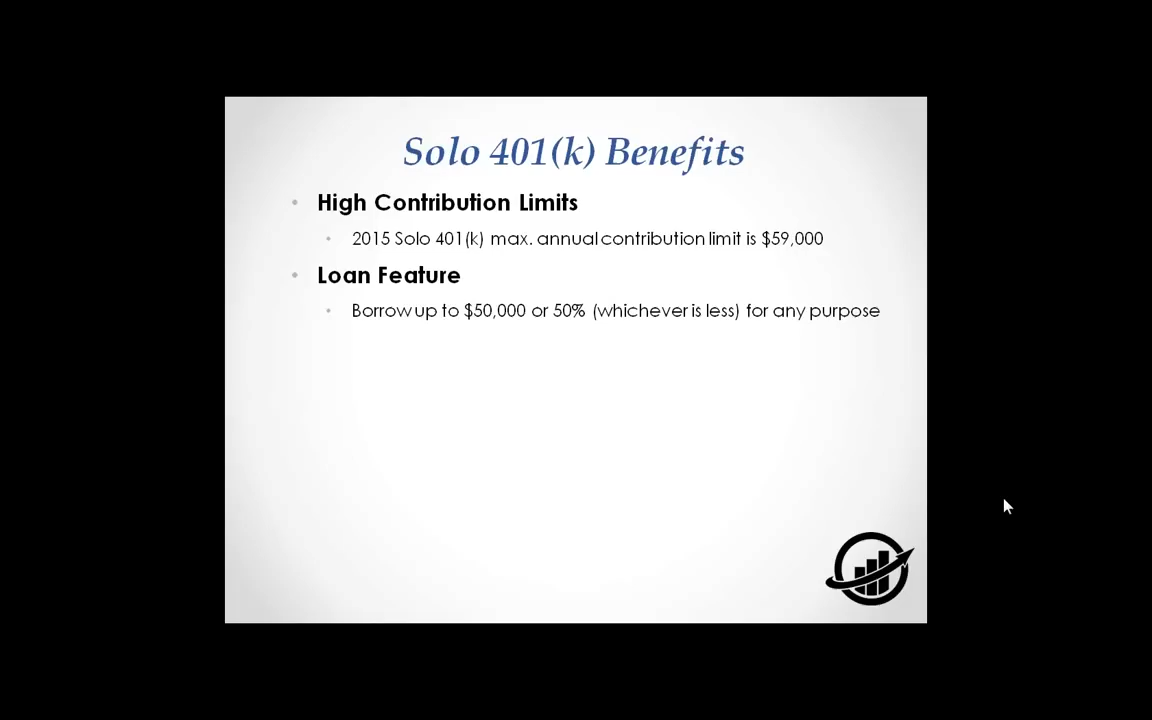 Solo 401(k) Benefits
• High Contribution Limits
• 2015 Solo 401(k) max. annual contribution limit is $59,000
• Loan Feature
• Borrow up to $50,000 or 50% (whichever is less) for any purpose